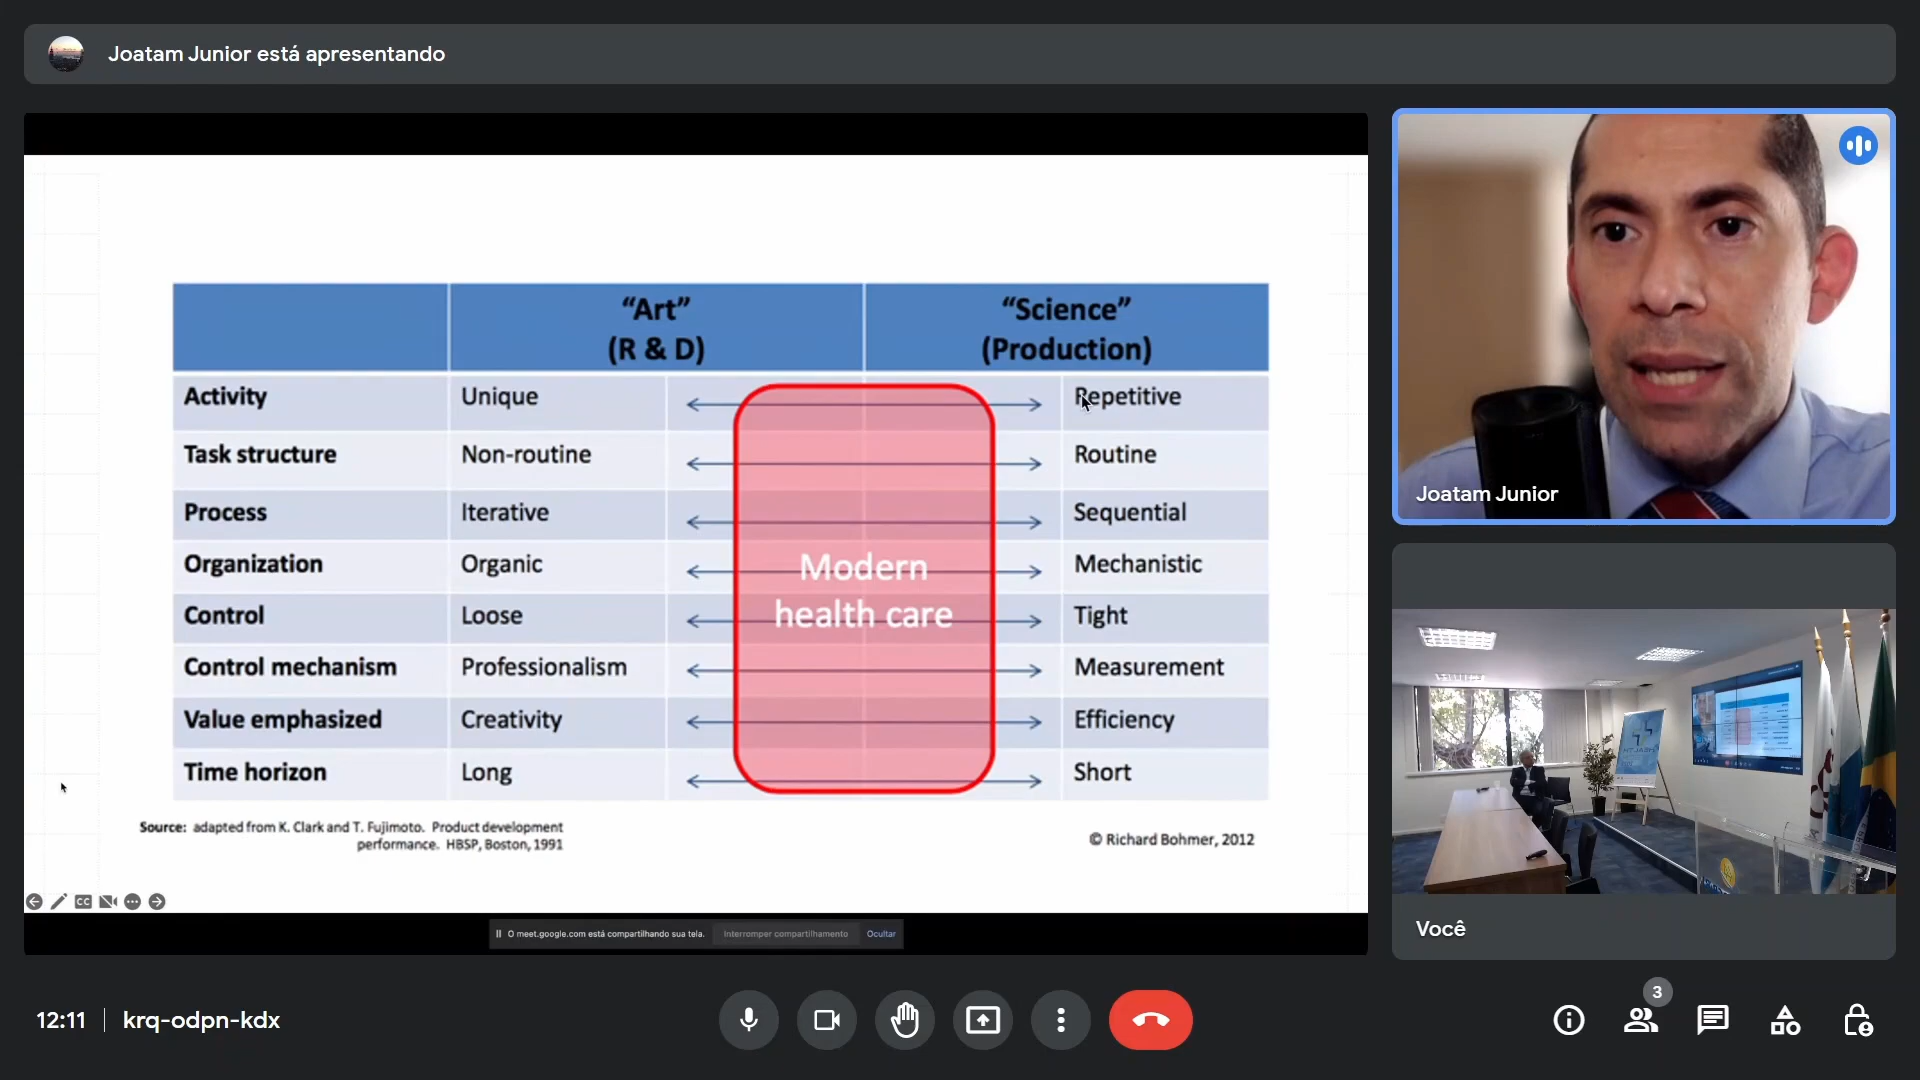 Joatam Junior está apresentando
“Art”
(R & D)
“Science”
(Production)
Activity Unique Repetitive
Task structure Non-routine Routine
Process Iterative Sequential
Organization Organic Mechanistic
Control Loose Tight
Control mechanism Professionalism Measurement
Value emphasized Creativity Efficiency
Time horizon Long Short
Modern
health care
Source: adapted from K. Clark and T. Fujimoto. Product development
performance. HBSP, Boston, 1991
© Richard Bohmer, 2012
CC
O meet.google.com está compartilhando sua tela. Interromper compartilhamento Ocultar
Joatam Junior
HEALTH
Você
12:11 krq-odpn-kdx
3